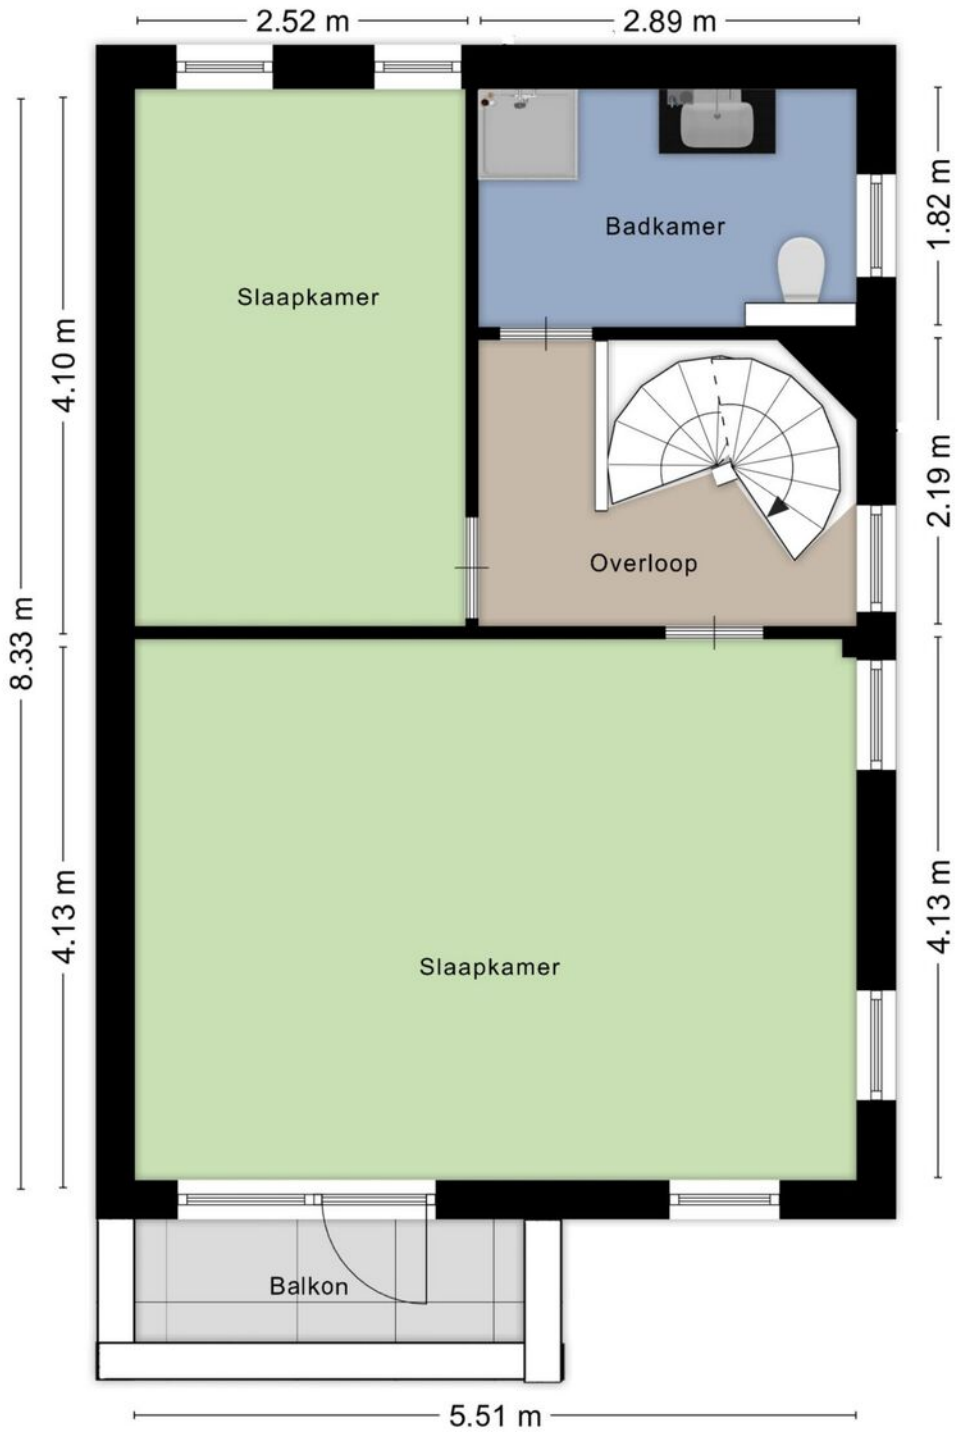 2.52 m
2.89 m
Badkamer
1.82 m
Slaapkamer
4.10 m
2.19 m
Overloop
8.33 m
4.13 m
4.13 m
Slaapkamer
Balkon
5.51 m